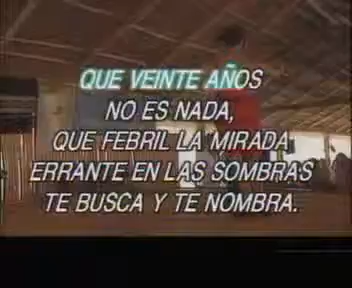 QUE VEINTE AÑOS
NO ES NADA,
QUE FEBRIL LA MIRADA
ERRANTE EN LAS SOMBRAS
TE BUSCA Y TE NOMBRA.